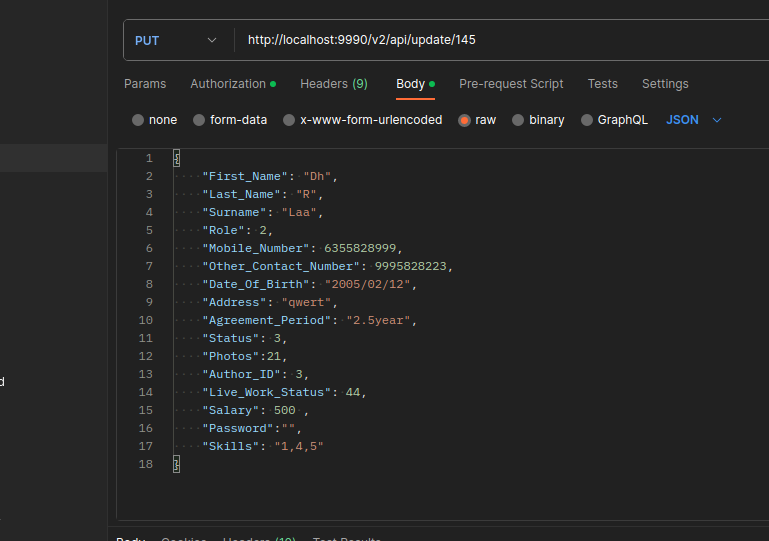 PUT http://localhost:9990/v2/api/update/145
Params Authorization Headers (9) Body Pre-request Script Tests Settings
none form-data x-www-form-urlencoded raw binary GraphQL JSON
1 {
2 "First_Name": "Dh",
3 "Last_Name": "R",
4 "Surname": "Laa",
5 "Role": 2,
6 "Mobile_Number": 6355828999,
7 "Other_Contact_Number": 9995828223,
8 "Date_Of_Birth": "2005/02/12",
9 "Address": "qwert",
10 "Agreement_Period": "2.5year",
11 "Status": 3,
12 "Photos":21,
13 "Author_ID": 3,
d
14 "Live_Work_Status": 44,
15 "Salary": 500 ,
16 "Password":"",
17 "Skills": "1,4,5"
18 }
Body Cookies Headers (10) Test Results